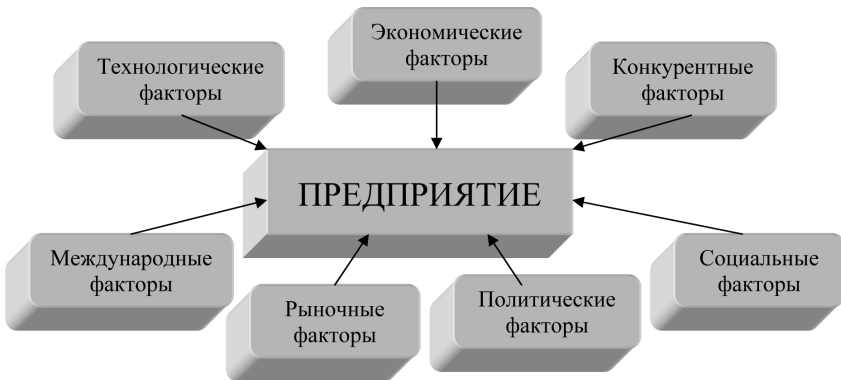 Экономические
факторы
Технологические
факторы
Конкурентные
факторы
ПРЕДПРИЯТИЕ
Международные
факторы
Социальные
факторы
Рыночные
факторы
Политические
факторы